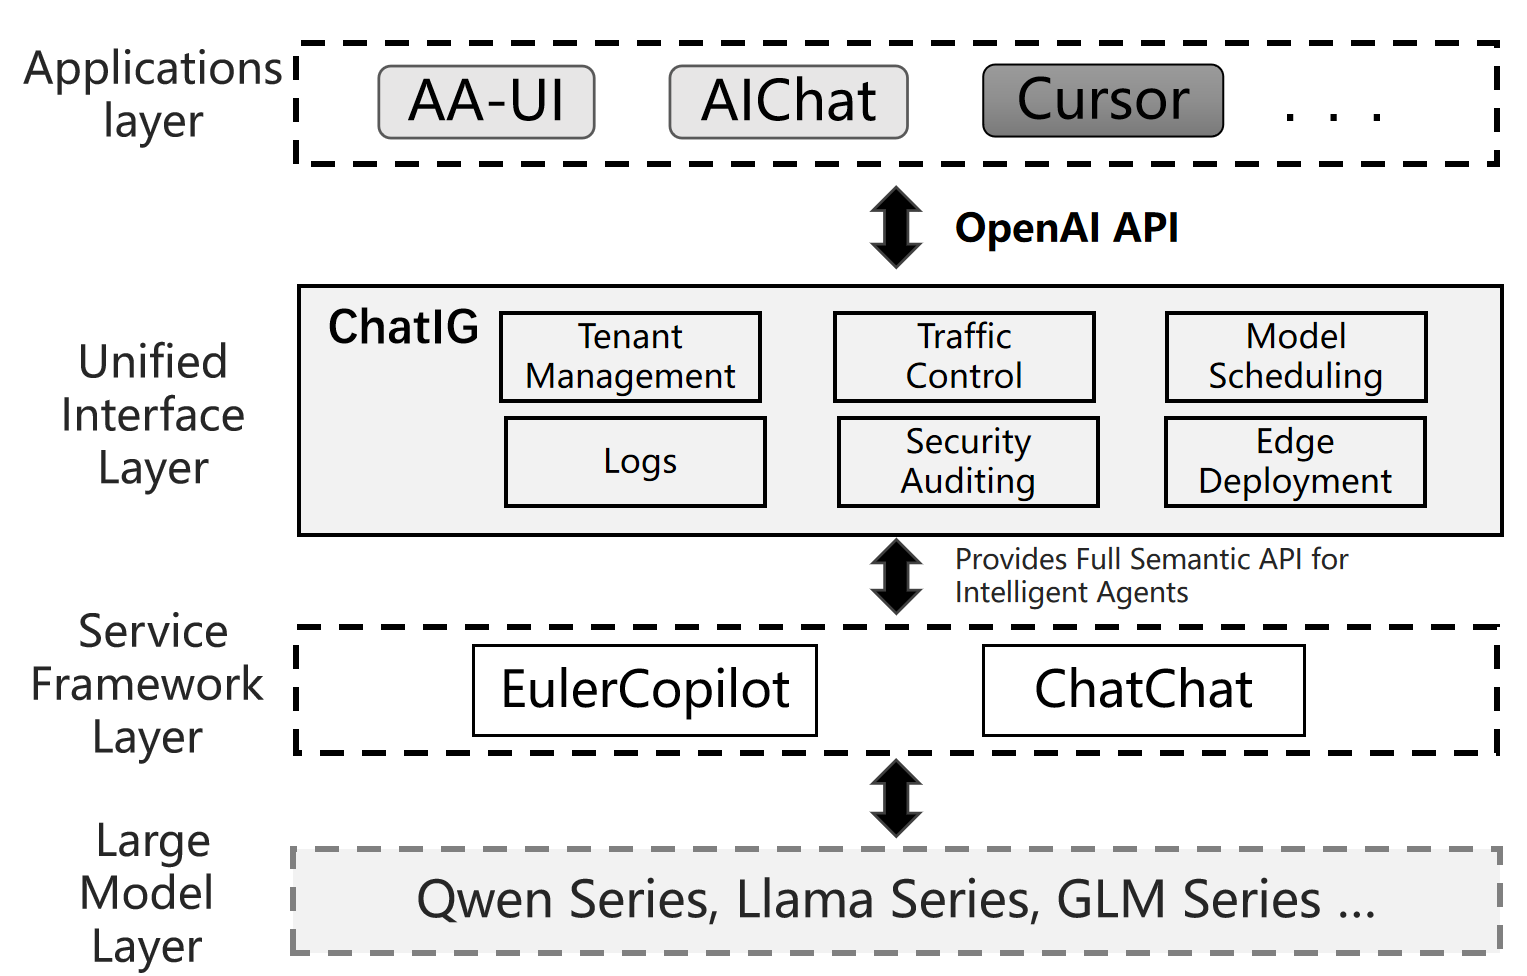 Applications
layer
AA-UI
AIChat
Cursor
. . .
OpenAI API
Unified
Interface
Layer
ChatIG
Tenant
Management
Traffic
Control
Model
Scheduling
Logs
Security
Auditing
Edge
Deployment
Provides Full Semantic API for
Intelligent Agents
Service
Framework
Layer
EulerCopilot
ChatChat
Large
Model
Layer
Qwen Series, Llama Series, GLM Series ...